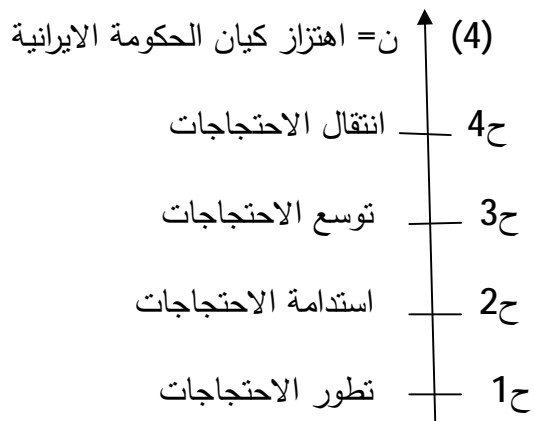 (4) ن= اهتزاز كيان الحكومة الايرانية
ح4 انتقال الاحتجاجات
ح3 توسع الاحتجاجات
ح2 استدامة الاحتجاجات
ح1 تطور الاحتجاجات